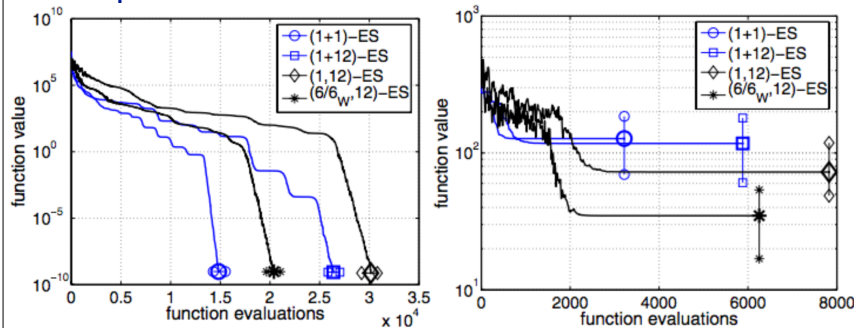 10^10
10^5
10^0
10^-5
10^-10
function value
(1+1)-ES
(1+12)-ES
(1,12)-ES
(6/6_W,12)-ES
0 0.5 1 1.5 2 2.5 3 3.5
function evaluations
x 10^4
10^3
10^2
10^1
function value
(1+1)-ES
(1+12)-ES
(1,12)-ES
(6/6_W,12)-ES
0 2000 4000 6000 8000
function evaluations